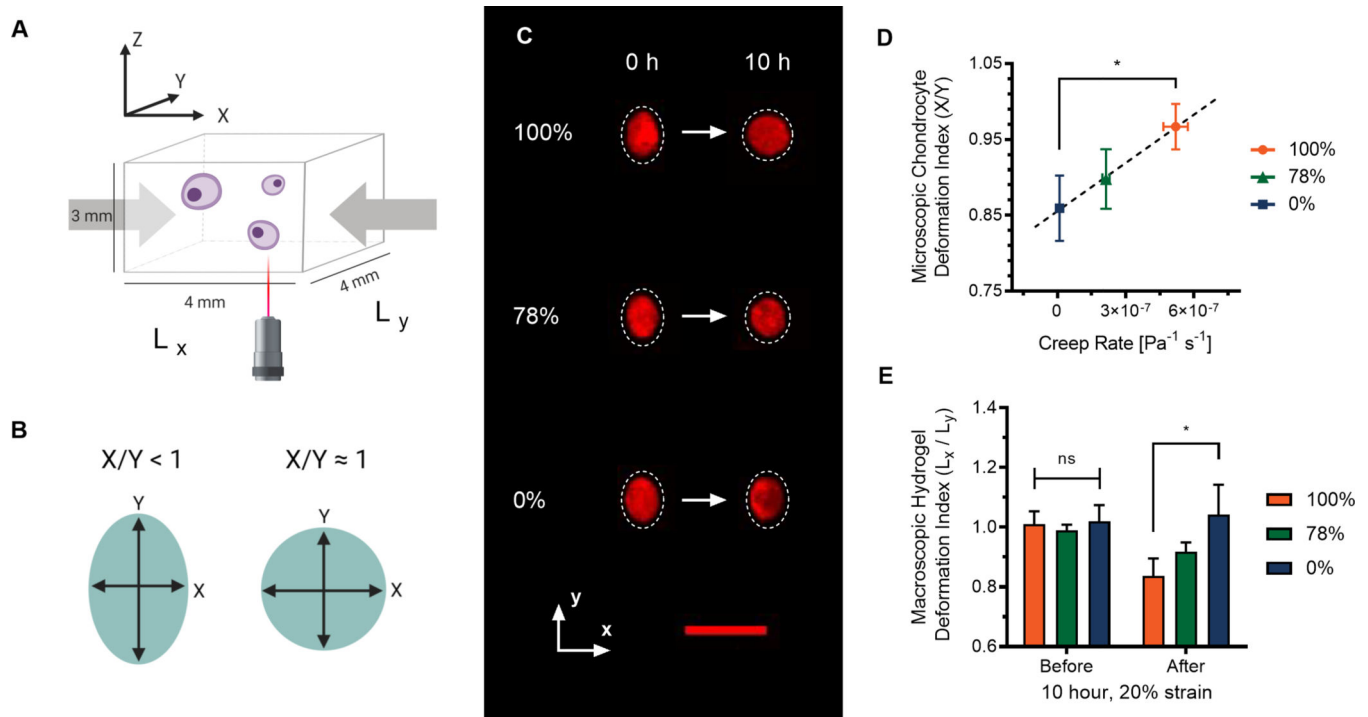 A
Z
Y
X
3 mm
4 mm
4 mm
L x
L y
B
X/Y < 1
X/Y ≈ 1
Y
X
Y
X
C
0 h
10 h
100%
78%
0%
y
x
D
Microscopic Chondrocyte
Deformation Index (X/Y)
1.05
0.95
0.85
0.75
*
0
3×10⁻⁷
6×10⁻⁷
Creep Rate [Pa⁻¹ s⁻¹]
100%
78%
0%
E
Macroscopic Hydrogel
Deformation Index (Lₓ / Lᵧ)
1.4
1.2
1.0
0.8
0.6
ns
*
Before
After
10 hour, 20% strain
100%
78%
0%